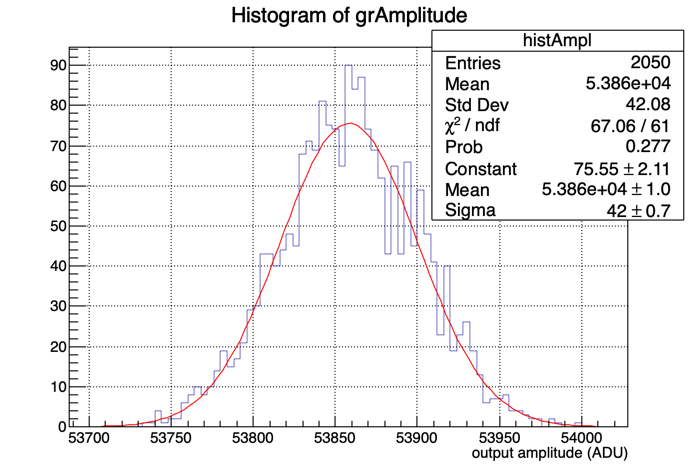 Histogram of grAmplitude
histAmpl
Entries 2050
Mean 5.386e+04
Std Dev 42.08
χ² / ndf 67.06 / 61
Prob 0.277
Constant 75.55 ± 2.11
Mean 5.386e+04 ± 1.0
Sigma 42 ± 0.7
90
80
70
60
50
40
30
20
10
0
53700 53750 53800 53850 53900 53950 54000
output amplitude (ADU)